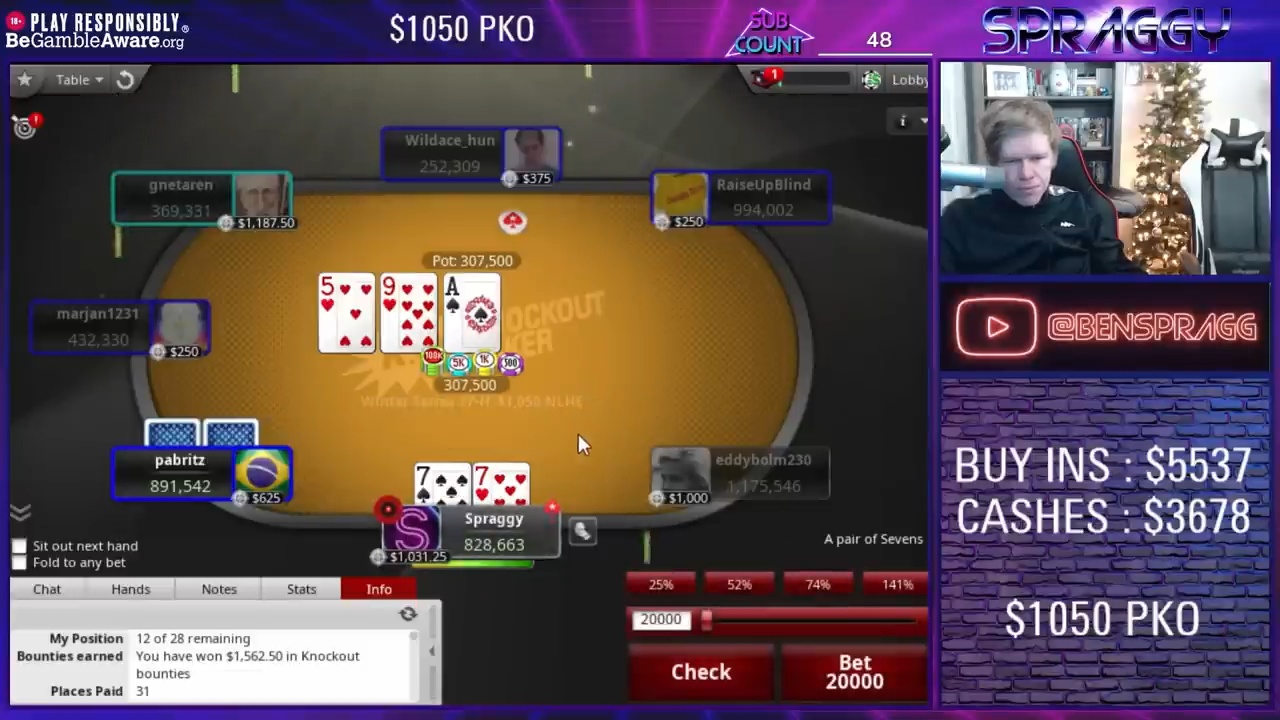 18+ PLAY RESPONSIBLY®
BeGambleAware.org
$1050 PKO
SUB COUNT
48
SPRAGGY
Table
1
Lobby
!
i
Wildace_hun
252,309
$375
gnetaren
369,331
$1,187.50
RaiseUpBlind
994,002
$250
Pot: 307,500
5
9
A
KNOCKOUT
POKER
100K
5K
1K
500
307,500
Winter Series
$1,050 NLHE
marjan1231
432,330
$250
pabritz
891,542
$625
7
7
S
Spraggy
828,663
$1,031.25
eddybolm230
1,175,546
$1,000
A pair of Sevens
Sit out next hand
Fold to any bet
Chat
Hands
Notes
Stats
Info
My Position 12 of 28 remaining
Bounties earned You have won $1,562.50 in Knockout
bounties
Places Paid 31
25%
52%
74%
141%
20000
Check
Bet
20000
@BENSPRAGG
BUY INS : $5537
CASHES : $3678
$1050 PKO